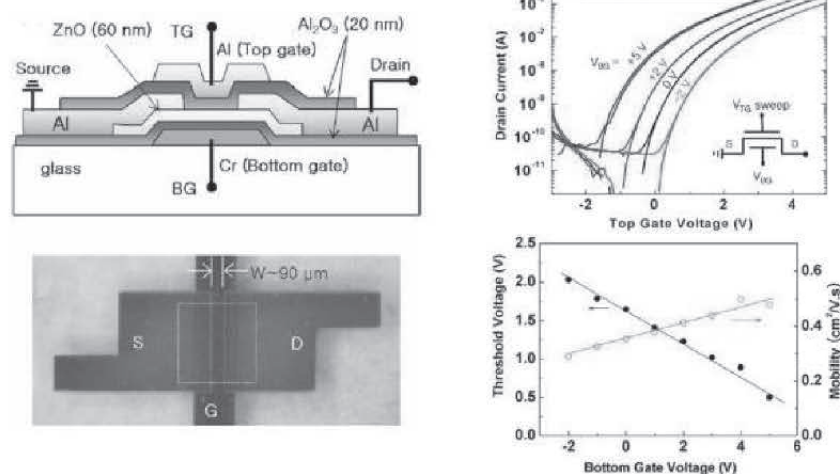 ZnO (60 nm)
TG
Al₂O₃ (20 nm)
Al (Top gate)
Source
Drain
Al
Al
glass
Cr (Bottom gate)
BG
W~90 μm
S
D
G
Drain Current (A)
10⁻⁷
10⁻⁸
10⁻⁹
10⁻¹⁰
10⁻¹¹
+5 V
+2 V
0 V
-2 V
V_TG sweep
S
D
-2
0
2
4
Top Gate Voltage (V)
Threshold Voltage (V)
2.5
2.0
1.5
1.0
0.5
0.0
0.6
0.4
0.2
0.0
Mobility (cm²/V.s)
-2
0
2
4
6
Bottom Gate Voltage (V)